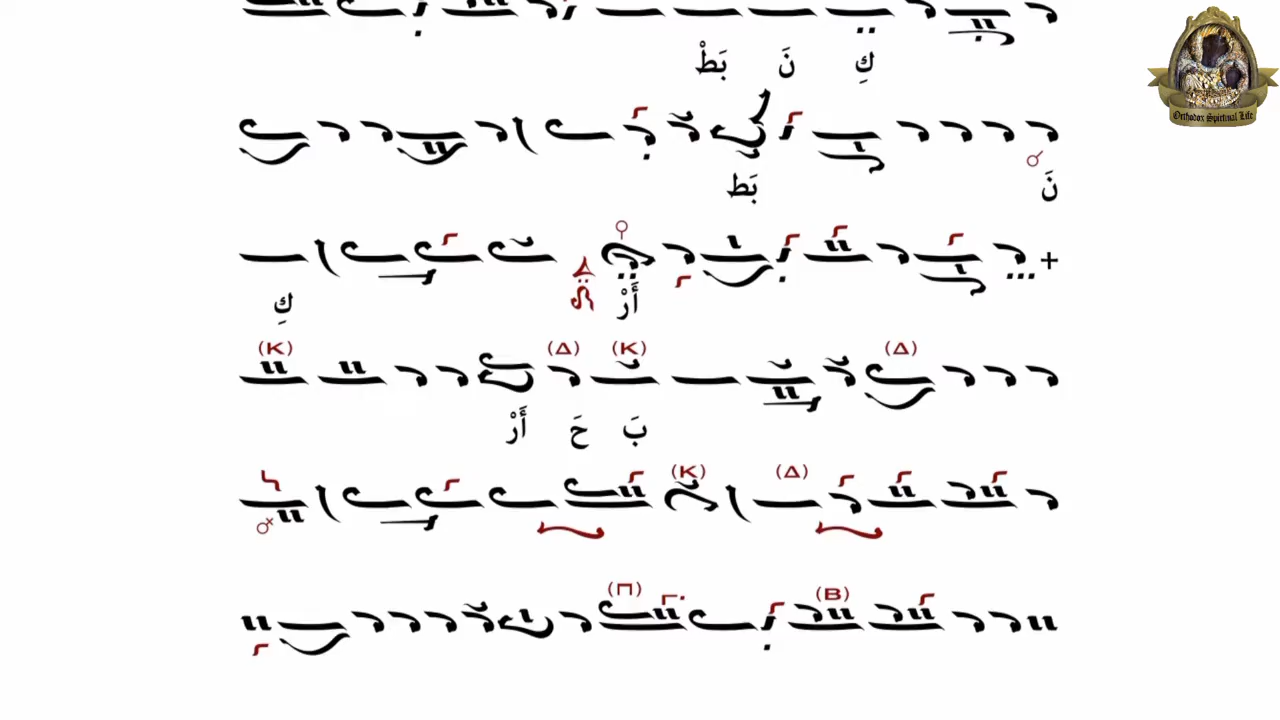 Orthodox Spiritual Life
كِ نَ بَطْ
نَ بَط
أَرْ كِ
(Δ) (K) (Δ) (K)
بَ حَ أَرْ
(Δ) (K)
(B) (Π)